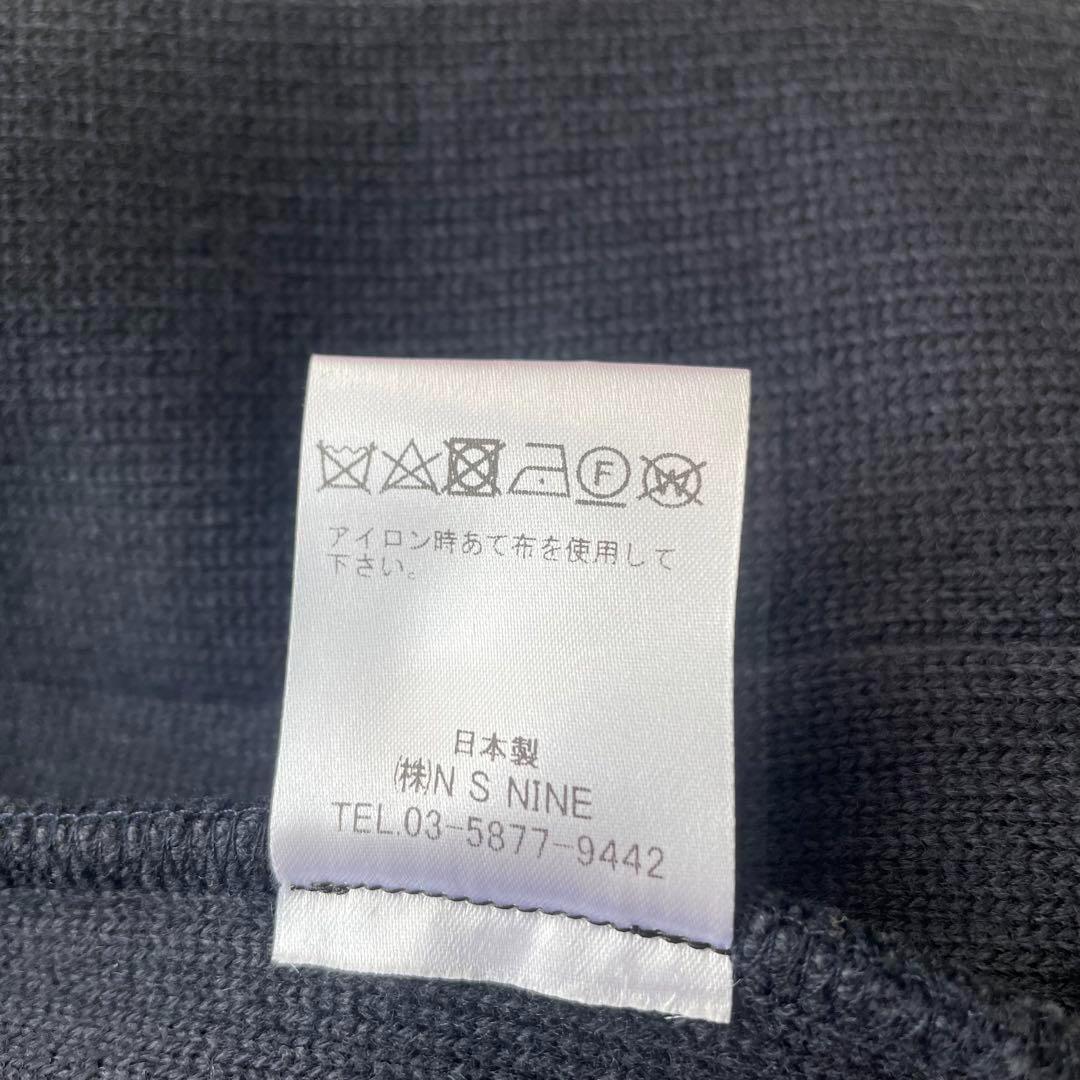 F W
アイロン時あて布を使用して
下さい。
日本製
㈱N S NINE
TEL.03-5877-9442